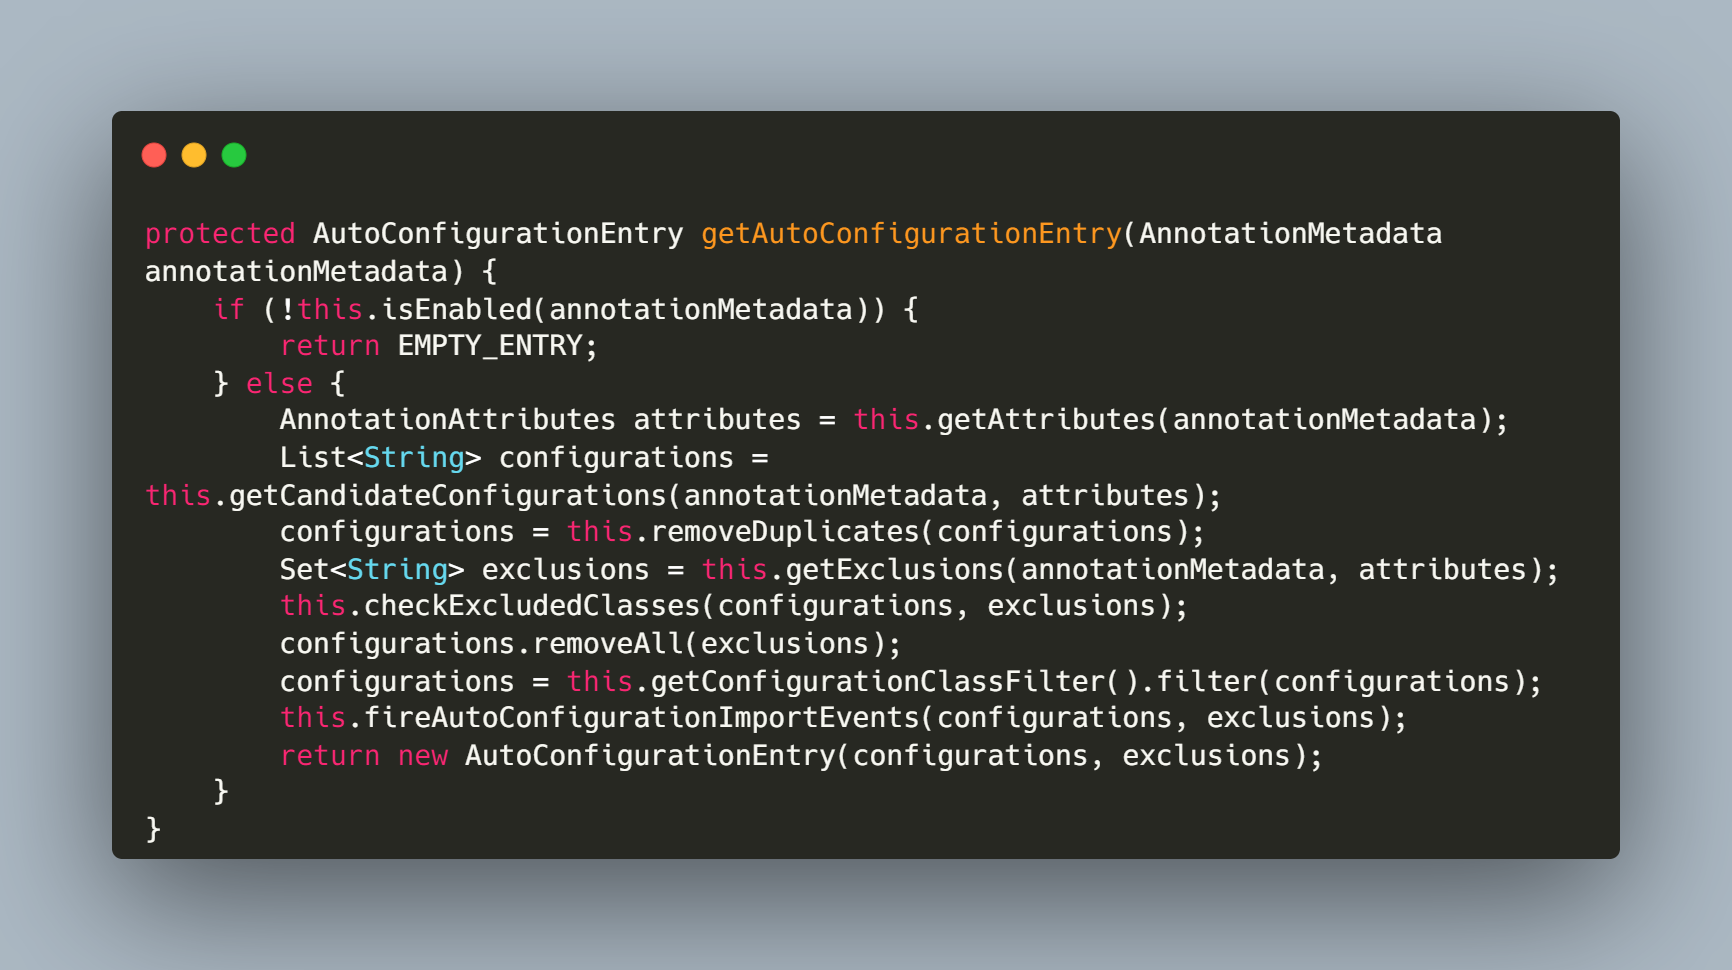 protected AutoConfigurationEntry getAutoConfigurationEntry(AnnotationMetadata
annotationMetadata) {
    if (!this.isEnabled(annotationMetadata)) {
        return EMPTY_ENTRY;
    } else {
        AnnotationAttributes attributes = this.getAttributes(annotationMetadata);
        List<String> configurations =
this.getCandidateConfigurations(annotationMetadata, attributes);
        configurations = this.removeDuplicates(configurations);
        Set<String> exclusions = this.getExclusions(annotationMetadata, attributes);
        this.checkExcludedClasses(configurations, exclusions);
        configurations.removeAll(exclusions);
        configurations = this.getConfigurationClassFilter().filter(configurations);
        this.fireAutoConfigurationImportEvents(configurations, exclusions);
        return new AutoConfigurationEntry(configurations, exclusions);
    }
}